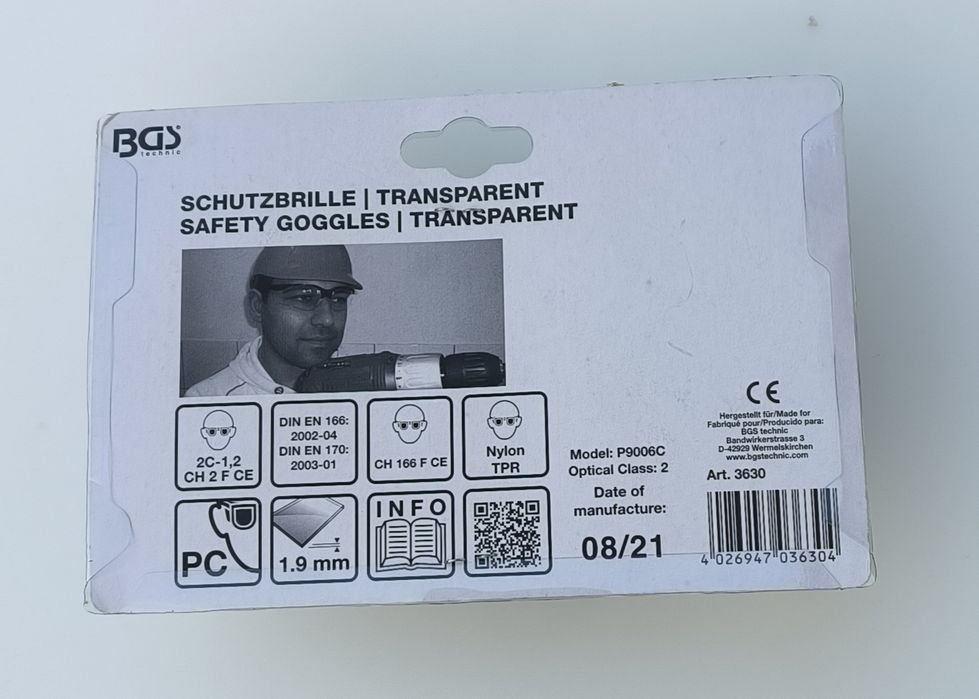 BGS
technic
SCHUTZBRILLE | TRANSPARENT
SAFETY GOGGLES | TRANSPARENT
2C-1,2
CH 2 F CE
DIN EN 166:
2002-04
DIN EN 170:
2003-01
CH 166 F CE
Nylon
TPR
PC
1.9 mm
INFO
Model: P9006C
Optical Class: 2
Date of
manufacture:
08/21
CE
Hergestellt für/Made for
Fabriqué pour/Producido para:
BGS technic
Bandwirkerstrasse 3
D-42929 Wermelskirchen
www.bgstechnic.com
Art. 3630
4 026947 036304